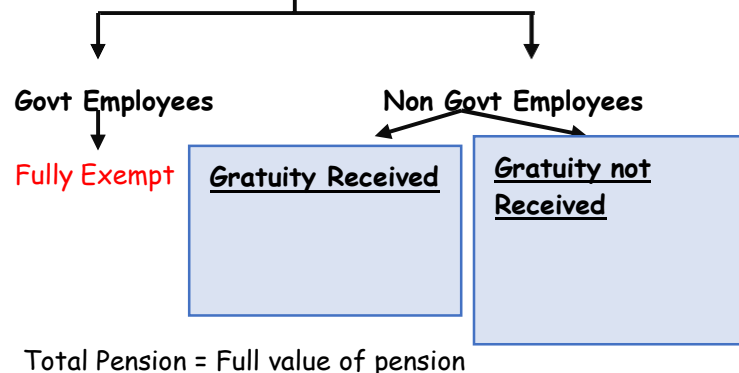 Govt Employees
Non Govt Employees
Fully Exempt
Gratuity Received
Gratuity not
Received
Total Pension = Full value of pension